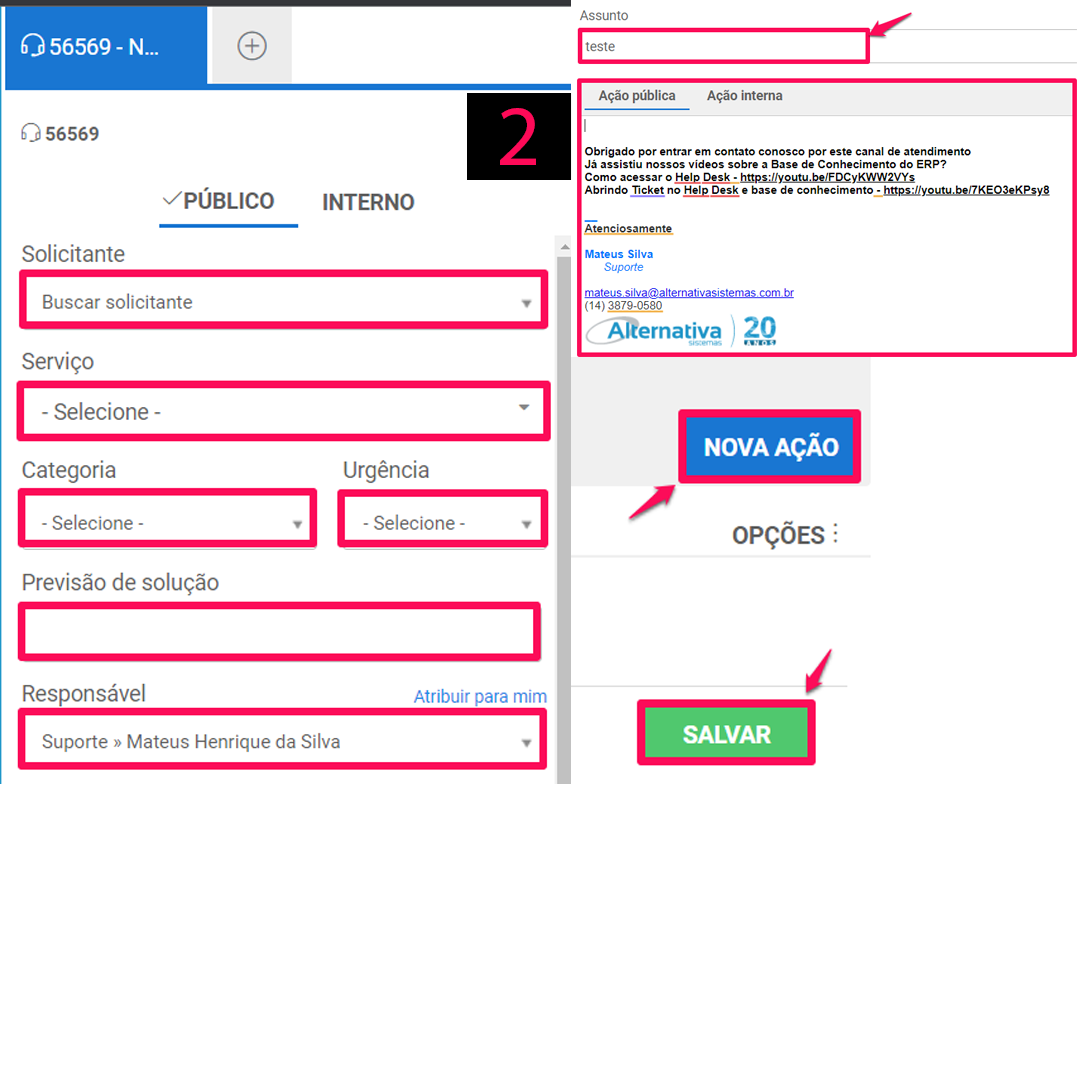 56569 - N...
56569
2
PÚBLICO INTERNO
Solicitante
Buscar solicitante
Serviço
- Selecione -
Categoria Urgência
- Selecione - - Selecione -
Previsão de solução
Responsável Atribuir para mim
Suporte » Mateus Henrique da Silva
Assunto
teste
Ação pública Ação interna
Obrigado por entrar em contato conosco por este canal de atendimento
Já assistiu nossos vídeos sobre a Base de Conhecimento do ERP?
Como acessar o Help Desk - https://youtu.be/FDCyKWW2VYs
Abrindo Ticket no Help Desk e base de conhecimento - https://youtu.be/7KEO3eKPsy8
Atenciosamente
Mateus Silva
Suporte
mateus.silva@alternativasistemas.com.br
(14) 3879-0580
Alternativa 20
sistemas ANOS
NOVA AÇÃO
OPÇÕES
SALVAR